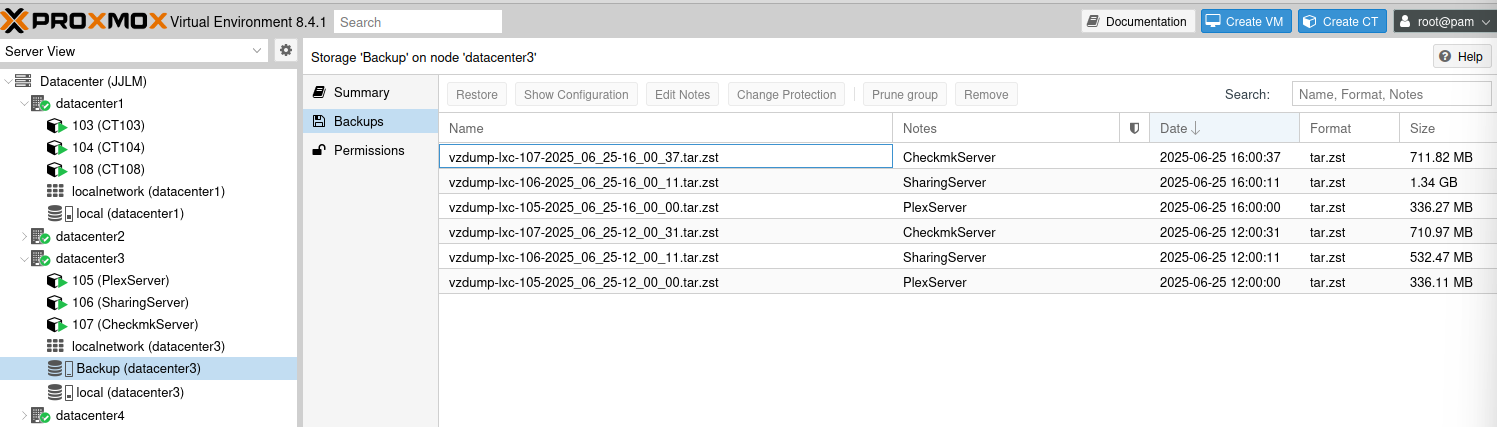 PROXMOX Virtual Environment 8.4.1 Search Documentation Create VM Create CT root@pam
Server View
Storage 'Backup' on node 'datacenter3' Help
Datacenter (JJLM)
datacenter1
103 (CT103)
104 (CT104)
108 (CT108)
localnetwork (datacenter1)
local (datacenter1)
datacenter2
datacenter3
105 (PlexServer)
106 (SharingServer)
107 (CheckmkServer)
localnetwork (datacenter3)
Backup (datacenter3)
local (datacenter3)
datacenter4
Summary
Backups
Permissions
Restore Show Configuration Edit Notes Change Protection Prune group Remove Search: Name, Format, Notes
Name Notes Date Format Size
vzdump-lxc-107-2025_06_25-16_00_37.tar.zst CheckmkServer 2025-06-25 16:00:37 tar.zst 711.82 MB
vzdump-lxc-106-2025_06_25-16_00_11.tar.zst SharingServer 2025-06-25 16:00:11 tar.zst 1.34 GB
vzdump-lxc-105-2025_06_25-16_00_00.tar.zst PlexServer 2025-06-25 16:00:00 tar.zst 336.27 MB
vzdump-lxc-107-2025_06_25-12_00_31.tar.zst CheckmkServer 2025-06-25 12:00:31 tar.zst 710.97 MB
vzdump-lxc-106-2025_06_25-12_00_11.tar.zst SharingServer 2025-06-25 12:00:11 tar.zst 532.47 MB
vzdump-lxc-105-2025_06_25-12_00_00.tar.zst PlexServer 2025-06-25 12:00:00 tar.zst 336.11 MB